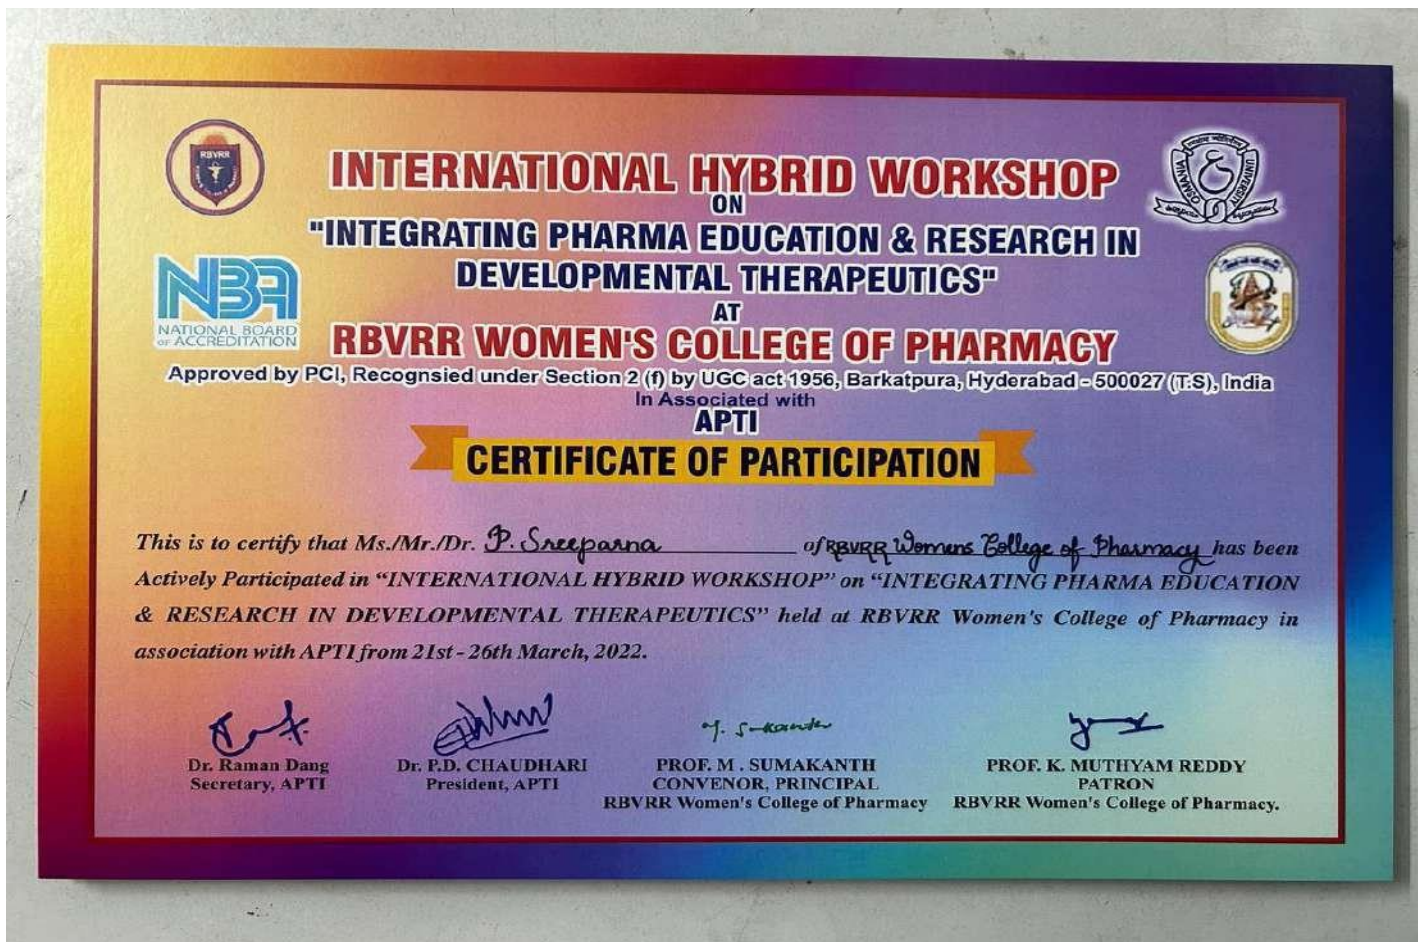 RBVRR
INTERNATIONAL HYBRID WORKSHOP
ON
"INTEGRATING PHARMA EDUCATION & RESEARCH IN
DEVELOPMENTAL THERAPEUTICS"
AT
RBVRR WOMEN'S COLLEGE OF PHARMACY
OSMANIA UNIVERSITY
NBA
NATIONAL BOARD
OF ACCREDITATION
Approved by PCI, Recognsied under Section 2 (f) by UGC act 1956, Barkatpura, Hyderabad - 500027 (T.S), India
In Associated with
APTI
CERTIFICATE OF PARTICIPATION
This is to certify that Ms./Mr./Dr. P. Sreeparna of RBVRR Womens College of Pharmacy has been
Actively Participated in “INTERNATIONAL HYBRID WORKSHOP” on “INTEGRATING PHARMA EDUCATION
& RESEARCH IN DEVELOPMENTAL THERAPEUTICS” held at RBVRR Women's College of Pharmacy in
association with APTI from 21st - 26th March, 2022.
Dr. Raman Dang
Secretary, APTI
Dr. P.D. CHAUDHARI
President, APTI
M. Sumakanth
PROF. M . SUMAKANTH
CONVENOR, PRINCIPAL
RBVRR Women's College of Pharmacy
PROF. K. MUTHYAM REDDY
PATRON
RBVRR Women's College of Pharmacy.